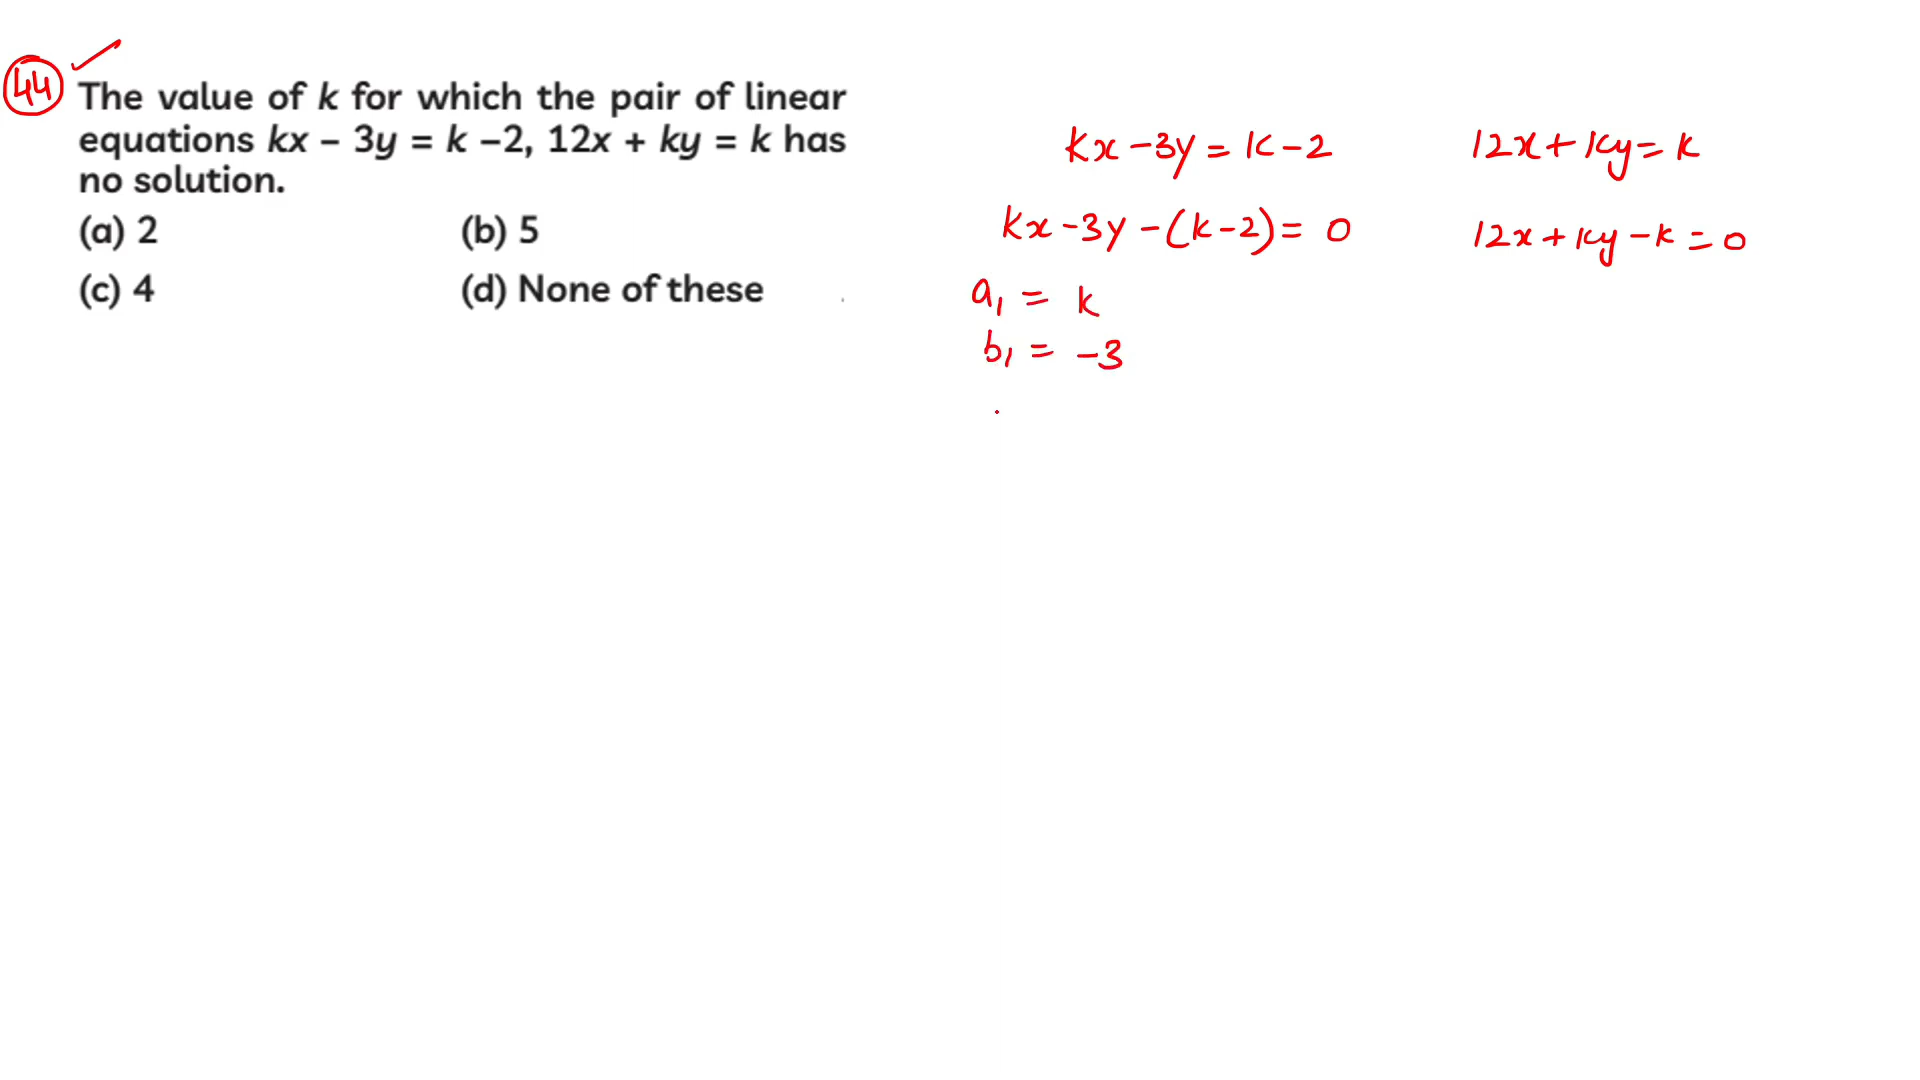 44
The value of k for which the pair of linear
equations kx – 3y = k –2, 12x + ky = k has
no solution.
(a) 2 (b) 5
(c) 4 (d) None of these
kx -3y = k-2 12x+ky= k
kx -3y -(k-2)= 0 12x+ky-k=0
a₁ = k
b₁ = -3